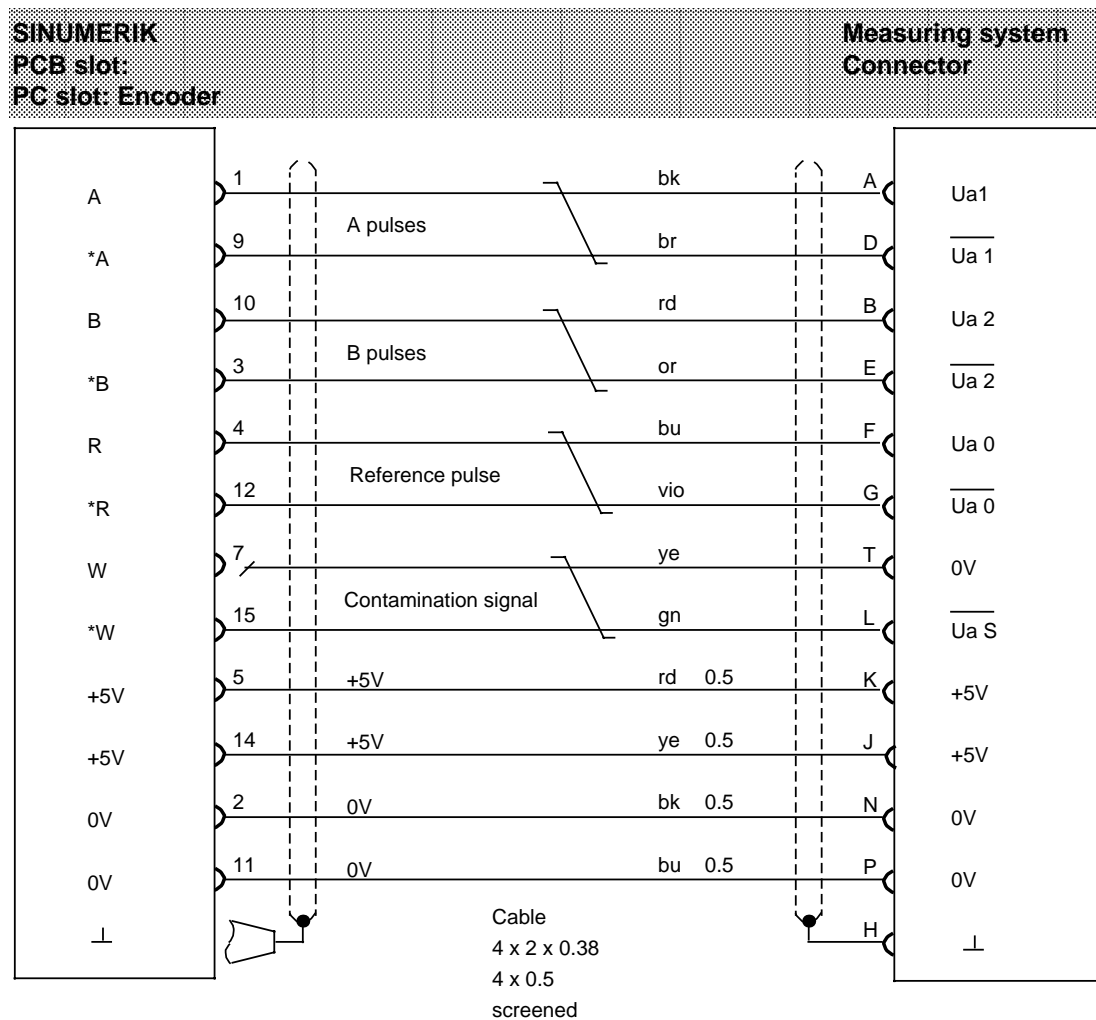 SINUMERIK
PCB slot:
PC slot: Encoder
Measuring system
Connector
A 1 bk A Ua1
A pulses
*A 9 br D Ua 1
B 10 rd B Ua 2
B pulses
*B 3 or E Ua 2
R 4 bu F Ua 0
Reference pulse
*R 12 vio G Ua 0
W 7 ye T 0V
Contamination signal
*W 15 gn L Ua S
+5V 5 +5V rd 0.5 K +5V
+5V 14 +5V ye 0.5 J +5V
0V 2 0V bk 0.5 N 0V
0V 11 0V bu 0.5 P 0V
H
Cable
4 x 2 x 0.38
4 x 0.5
screened